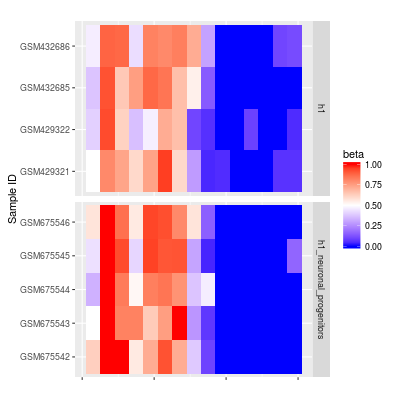 GSM432686
GSM432685
GSM429322
GSM429321
h1
GSM675546
GSM675545
GSM675544
GSM675543
GSM675542
h1_neuronal_progenitors
Sample ID
beta
1.00
0.75
0.50
0.25
0.00